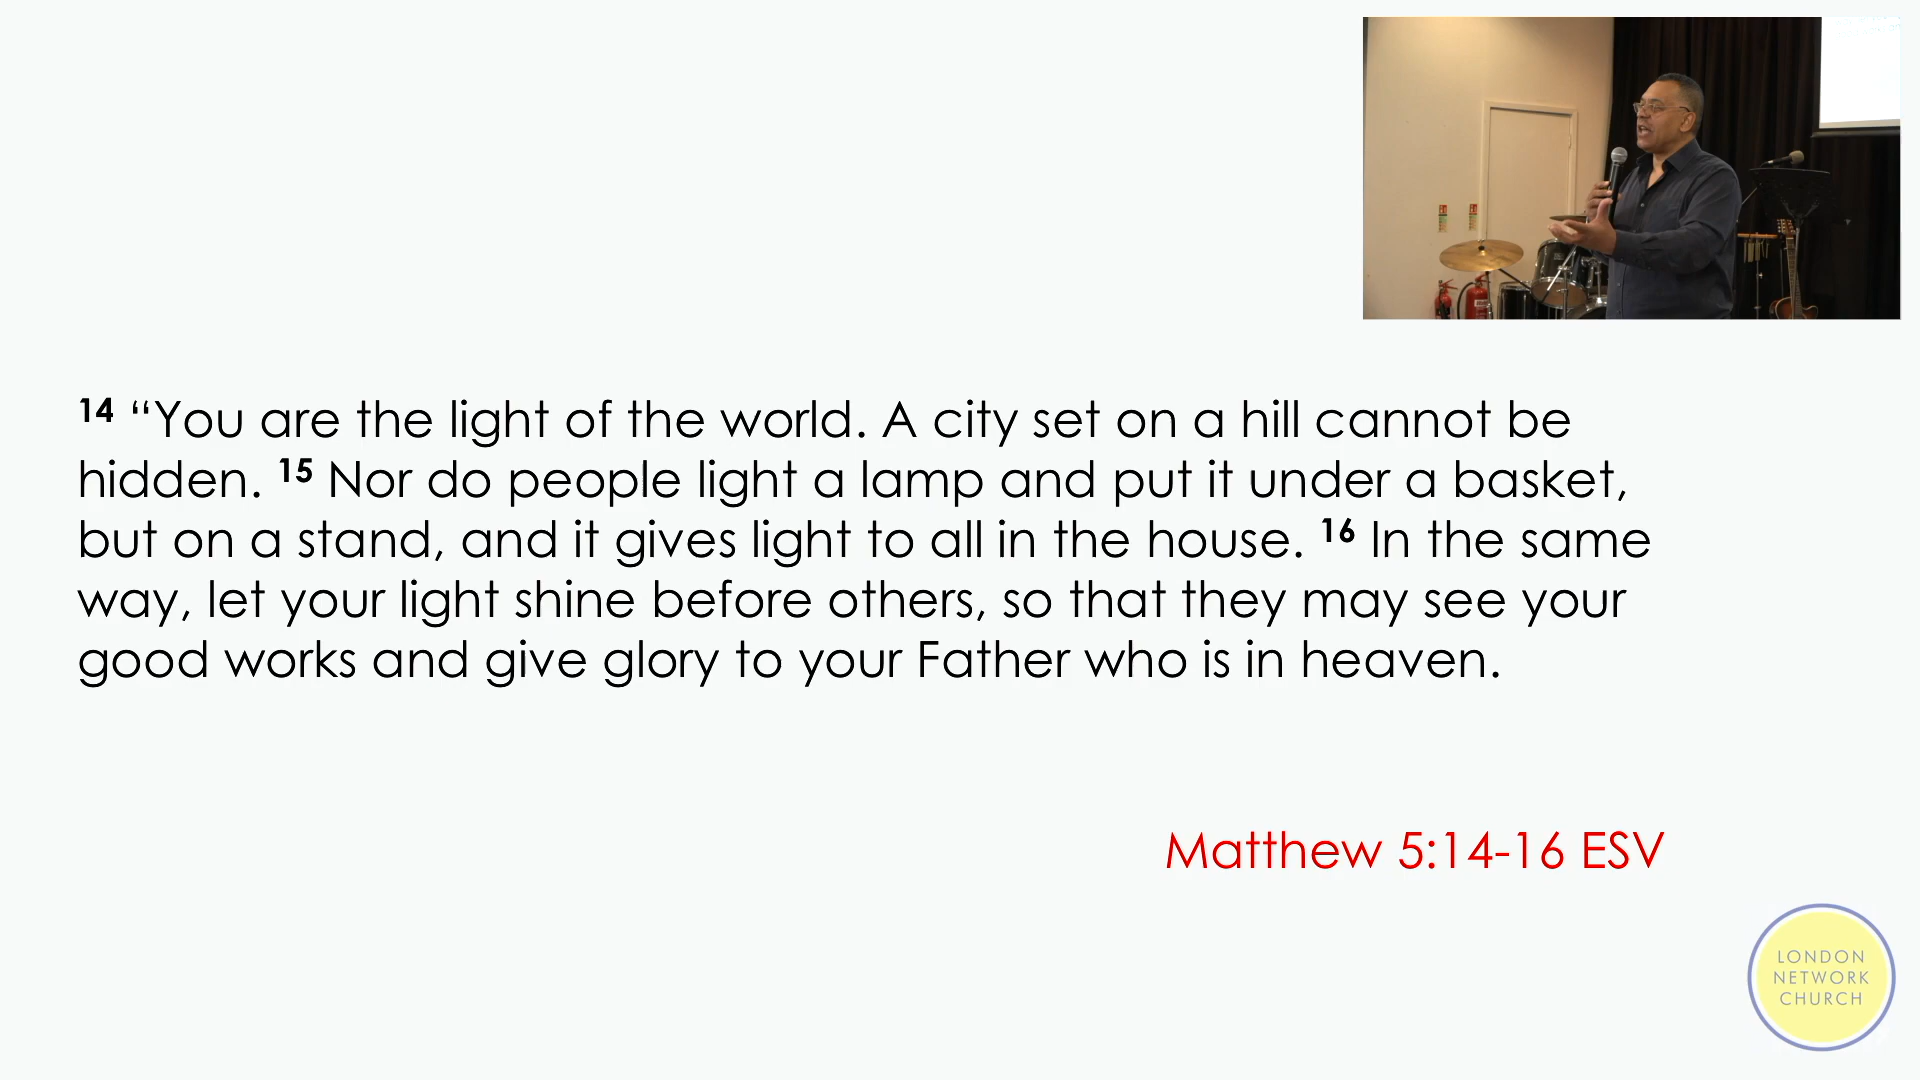 14 “You are the light of the world. A city set on a hill cannot be
hidden. 15 Nor do people light a lamp and put it under a basket,
but on a stand, and it gives light to all in the house. 16 In the same
way, let your light shine before others, so that they may see your
good works and give glory to your Father who is in heaven.
Matthew 5:14-16 ESV
LONDON
NETWORK
CHURCH